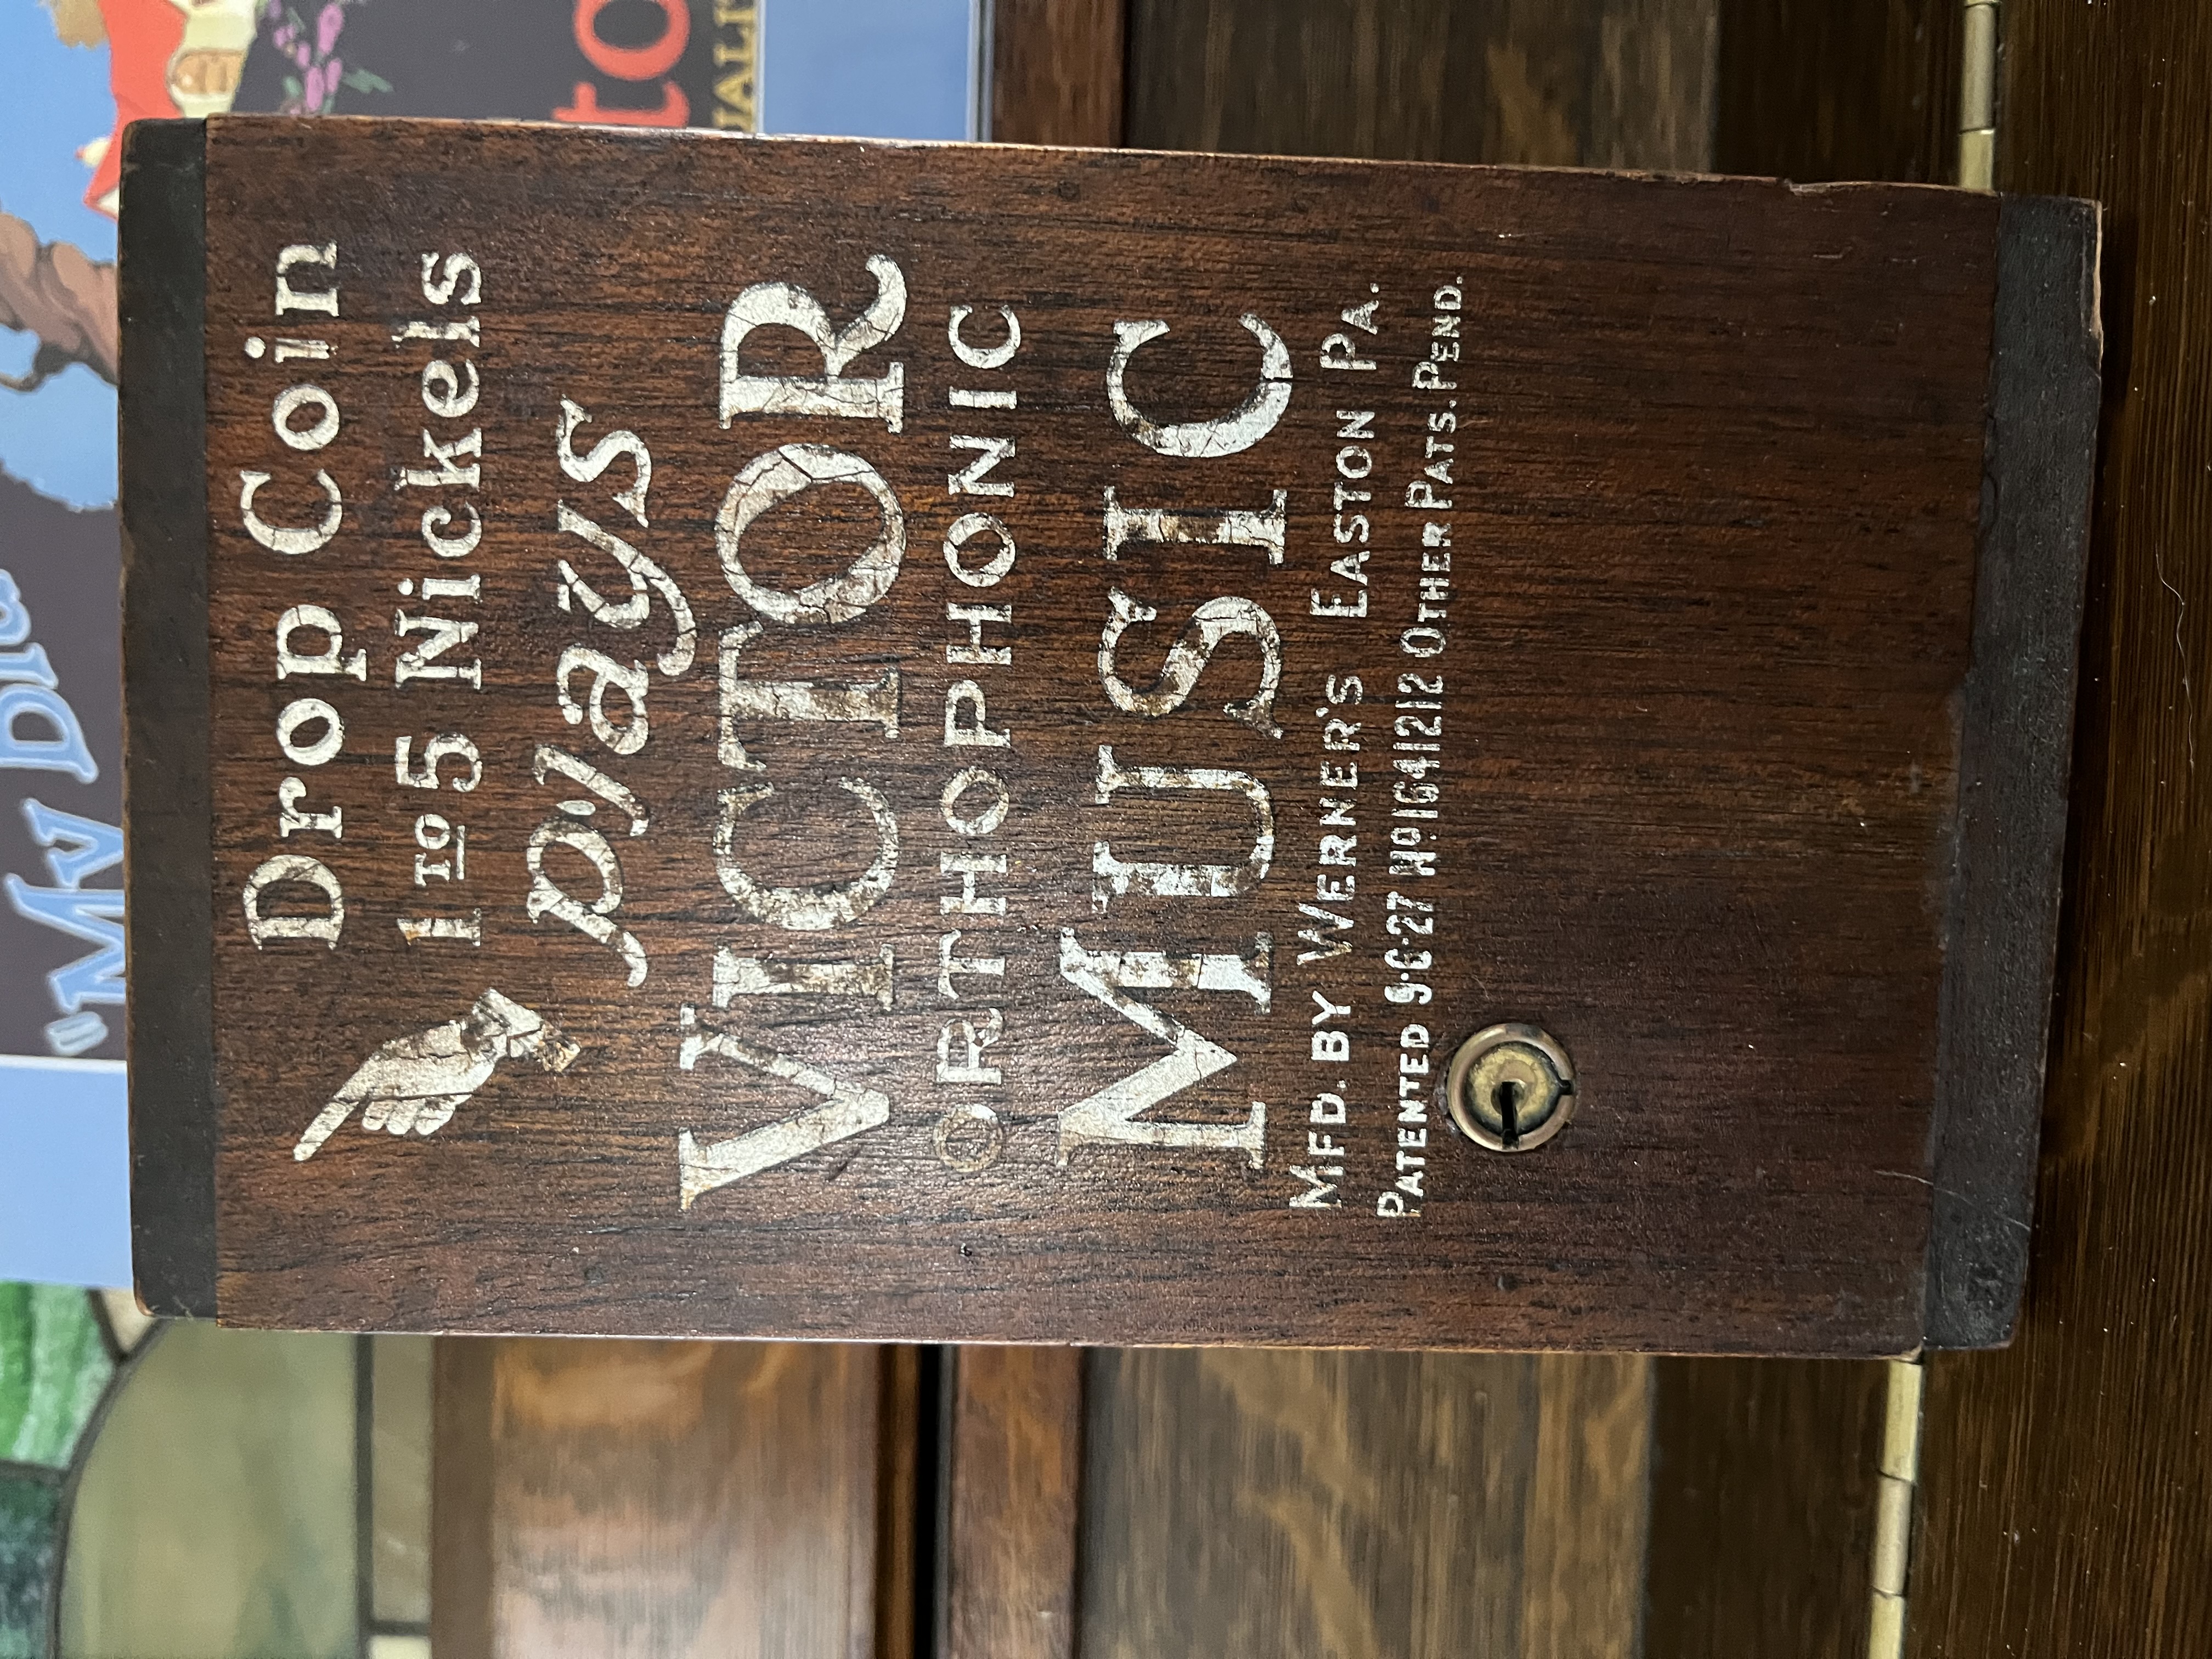 Drop Coin
1 TO 5 Nickels
plays
VICTOR
ORTHOPHONIC
MUSIC
MFD. BY WERNER'S EASTON PA.
PATENTED 9·6·27 No 1641212 OTHER PATS. PEND.
"My